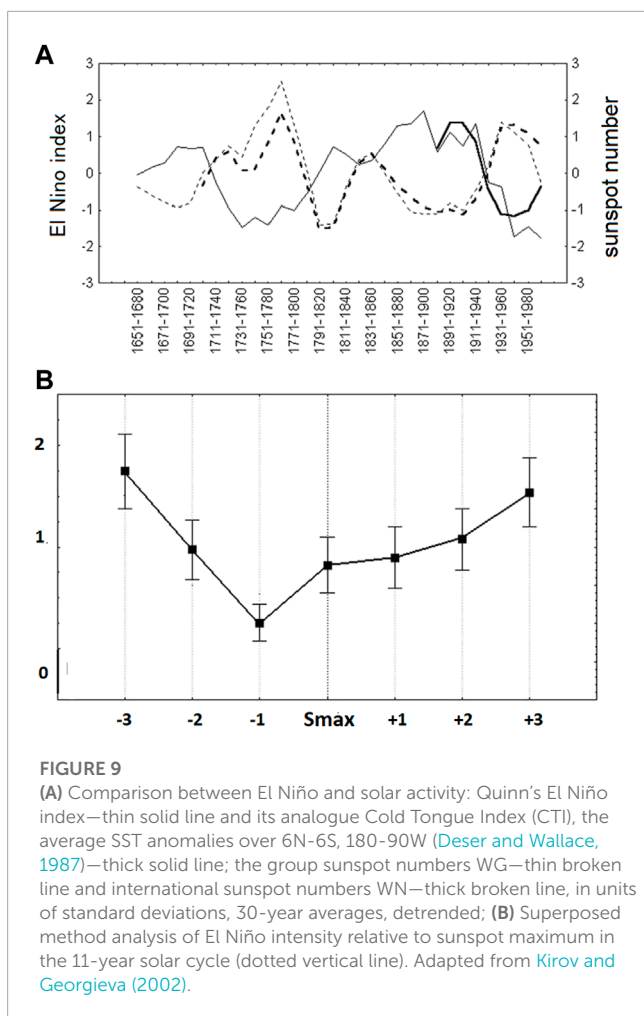 A
El Nino index
3
2
1
0
-1
-2
-3
3
2
1
0
-1
-2
-3
sunspot number
1651-1680
1671-1700
1691-1720
1711-1740
1731-1760
1751-1780
1771-1800
1791-1820
1811-1840
1831-1860
1851-1880
1871-1900
1891-1920
1911-1940
1931-1960
1951-1980
B
2
1
0
-3 -2 -1 Smax +1 +2 +3
FIGURE 9
(A) Comparison between El Niño and solar activity: Quinn's El Niño
index—thin solid line and its analogue Cold Tongue Index (CTI), the
average SST anomalies over 6N-6S, 180-90W (Deser and Wallace,
1987)—thick solid line; the group sunspot numbers WG—thin broken
line and international sunspot numbers WN—thick broken line, in units
of standard deviations, 30-year averages, detrended; (B) Superposed
method analysis of El Niño intensity relative to sunspot maximum in
the 11-year solar cycle (dotted vertical line). Adapted from Kirov and
Georgieva (2002).